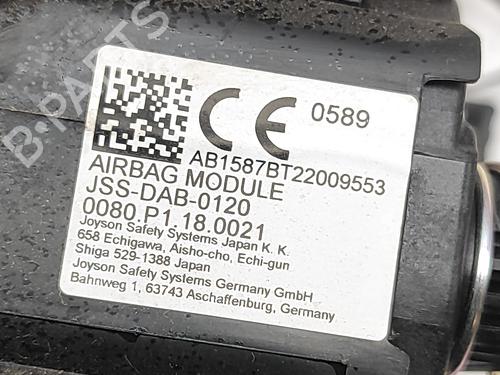 B-PARTS
CE 0589
AB1587BT22009553
AIRBAG MODULE
JSS-DAB-0120
0080.P1.18.0021
Joyson Safety Systems Japan K. K.
658 Echigawa, Aisho-cho, Echi-gun
Shiga 529-1388 Japan
Joyson Safety Systems Germany GmbH
Bahnweg 1, 63743 Aschaffenburg, Germany